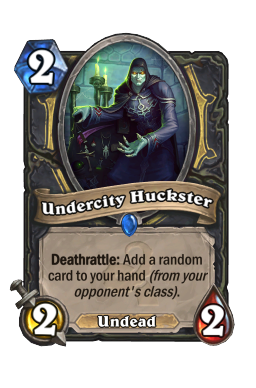 2
Undercity Huckster
Deathrattle: Add a random
card to your hand (from your
opponent's class).
2
Undead
2